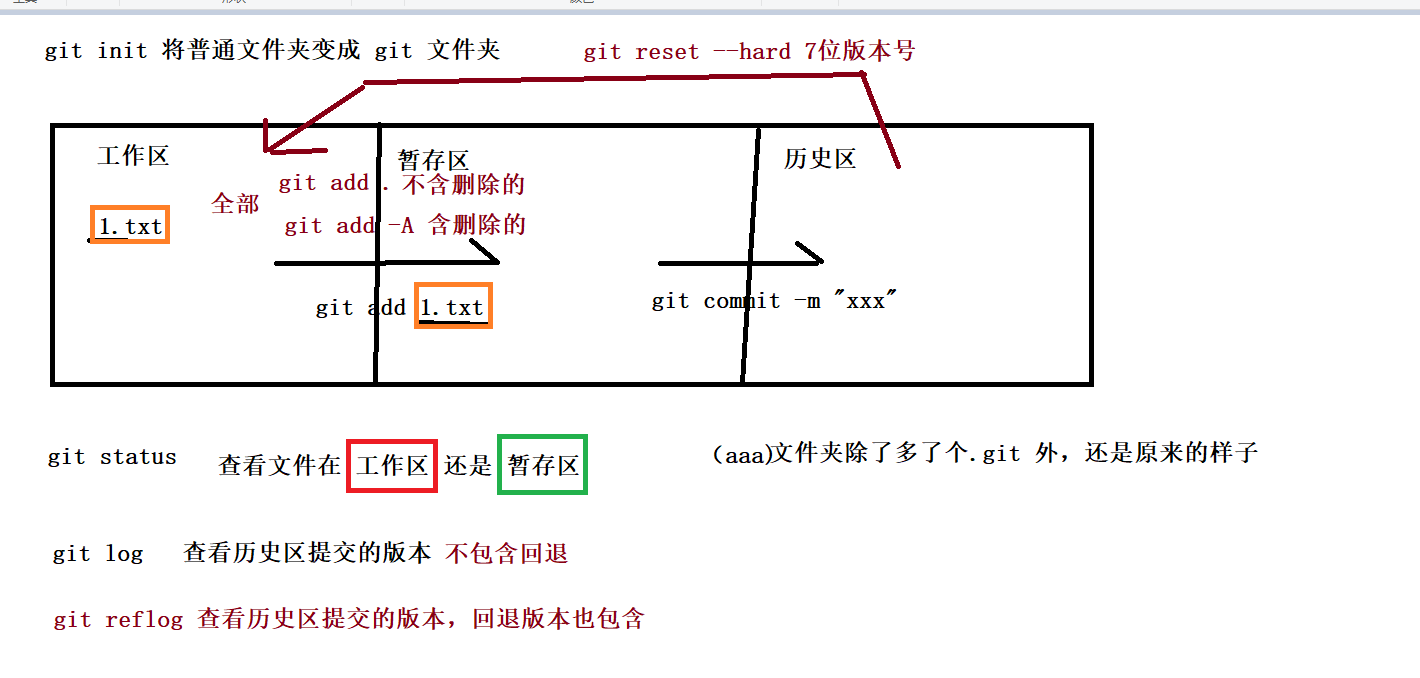 git init 将普通文件夹变成 git 文件夹
git reset --hard 7位版本号
工作区
暂存区
历史区
全部
git add . 不含删除的
1.txt
git add -A 含删除的
git add 1.txt
git commit -m "xxx"
git status 查看文件在 工作区 还是 暂存区
(aaa)文件夹除了多了个.git 外，还是原来的样子
git log 查看历史区提交的版本 不包含回退
git reflog 查看历史区提交的版本，回退版本也包含